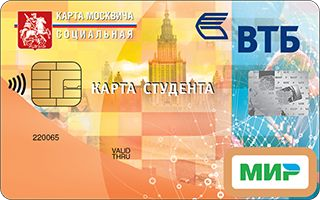 КАРТА МОСКВИЧА
СОЦИАЛЬНАЯ
ВТБ
КАРТА СТУДЕНТА
220065
VALID
THRU
МИР